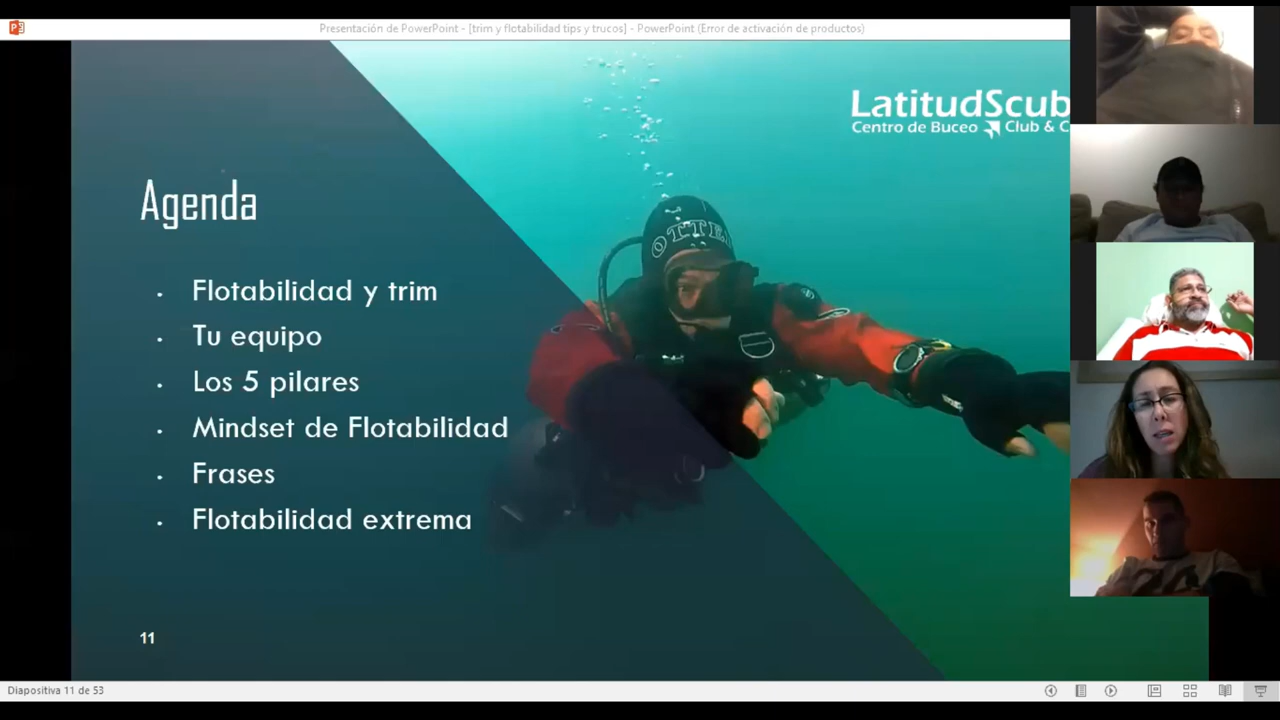 Presentación de PowerPoint - [trim y flotabilidad tips y trucos] - PowerPoint (Error de activación de productos)
LatitudScub
Centro de Buceo Club & C
Agenda
OTTER
Flotabilidad y trim
Tu equipo
Los 5 pilares
Mindset de Flotabilidad
Frases
Flotabilidad extrema
11
Diapositiva 11 de 53